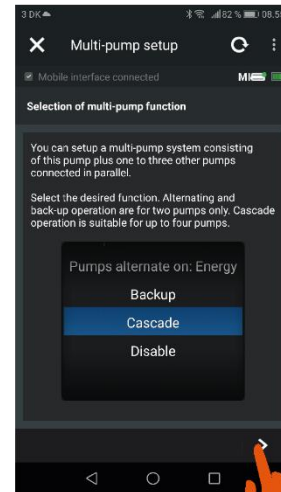 3 DK 82 % 08.55
Multi-pump setup
Mobile interface connected
Selection of multi-pump function
You can setup a multi-pump system consisting
of this pump plus one to three other pumps
connected in parallel.
Select the desired function. Alternating and
back-up operation are for two pumps only. Cascade
operation is suitable for up to four pumps.
Pumps alternate on: Energy
Backup
Cascade
Disable